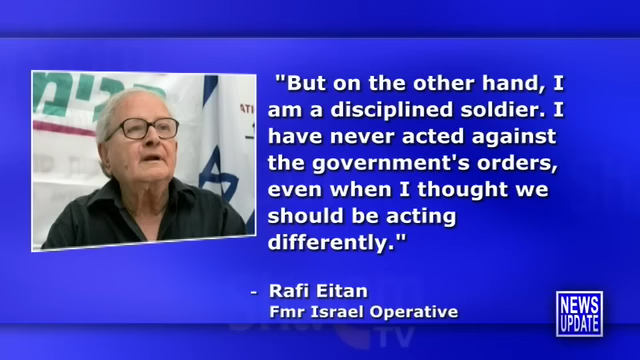 "But on the other hand, I
am a disciplined soldier. I
have never acted against
the government's orders,
even when I thought we
should be acting
differently."
- Rafi Eitan
Fmr Israel Operative
TV
NEWS
UPDATE